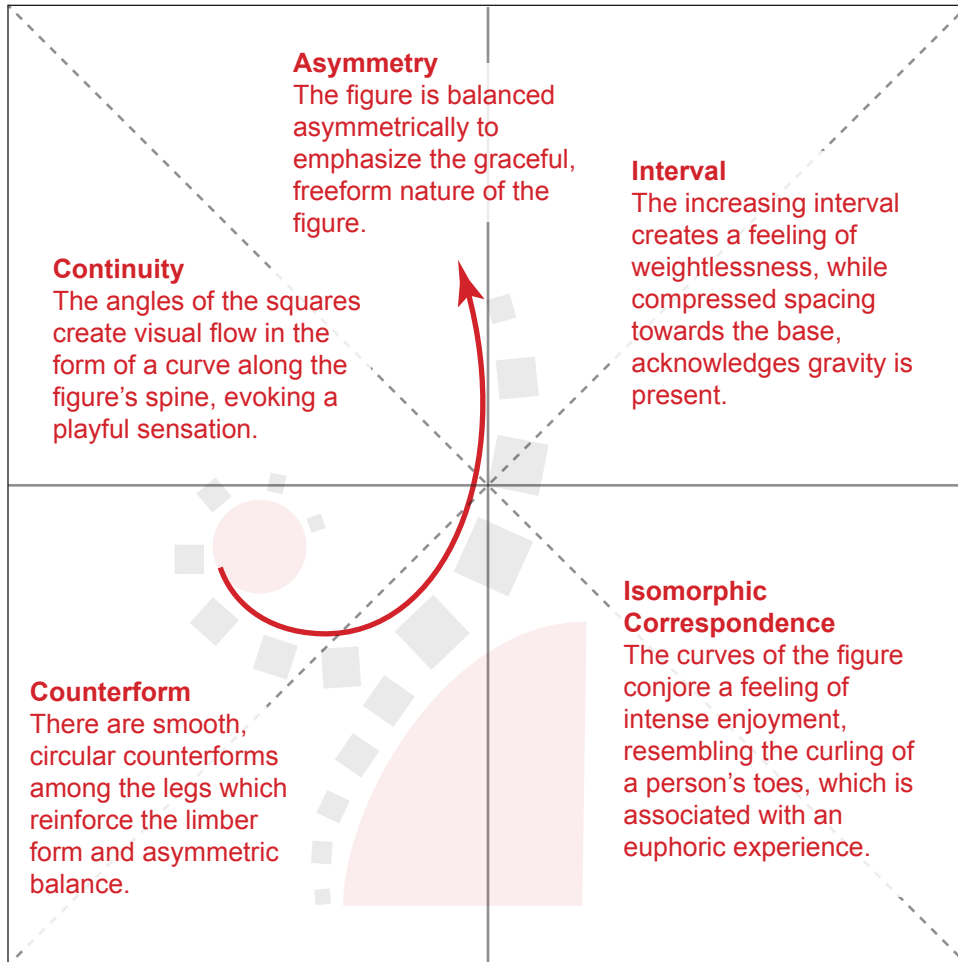 Asymmetry
The figure is balanced
asymmetrically to
emphasize the graceful,
freeform nature of the
figure.
Interval
The increasing interval
creates a feeling of
weightlessness, while
compressed spacing
towards the base,
acknowledges gravity is
present.
Continuity
The angles of the squares
create visual flow in the
form of a curve along the
figure's spine, evoking a
playful sensation.
Isomorphic
Correspondence
The curves of the figure
conjore a feeling of
intense enjoyment,
resembling the curling of
a person's toes, which is
associated with an
euphoric experience.
Counterform
There are smooth,
circular counterforms
among the legs which
reinforce the limber
form and asymmetric
balance.